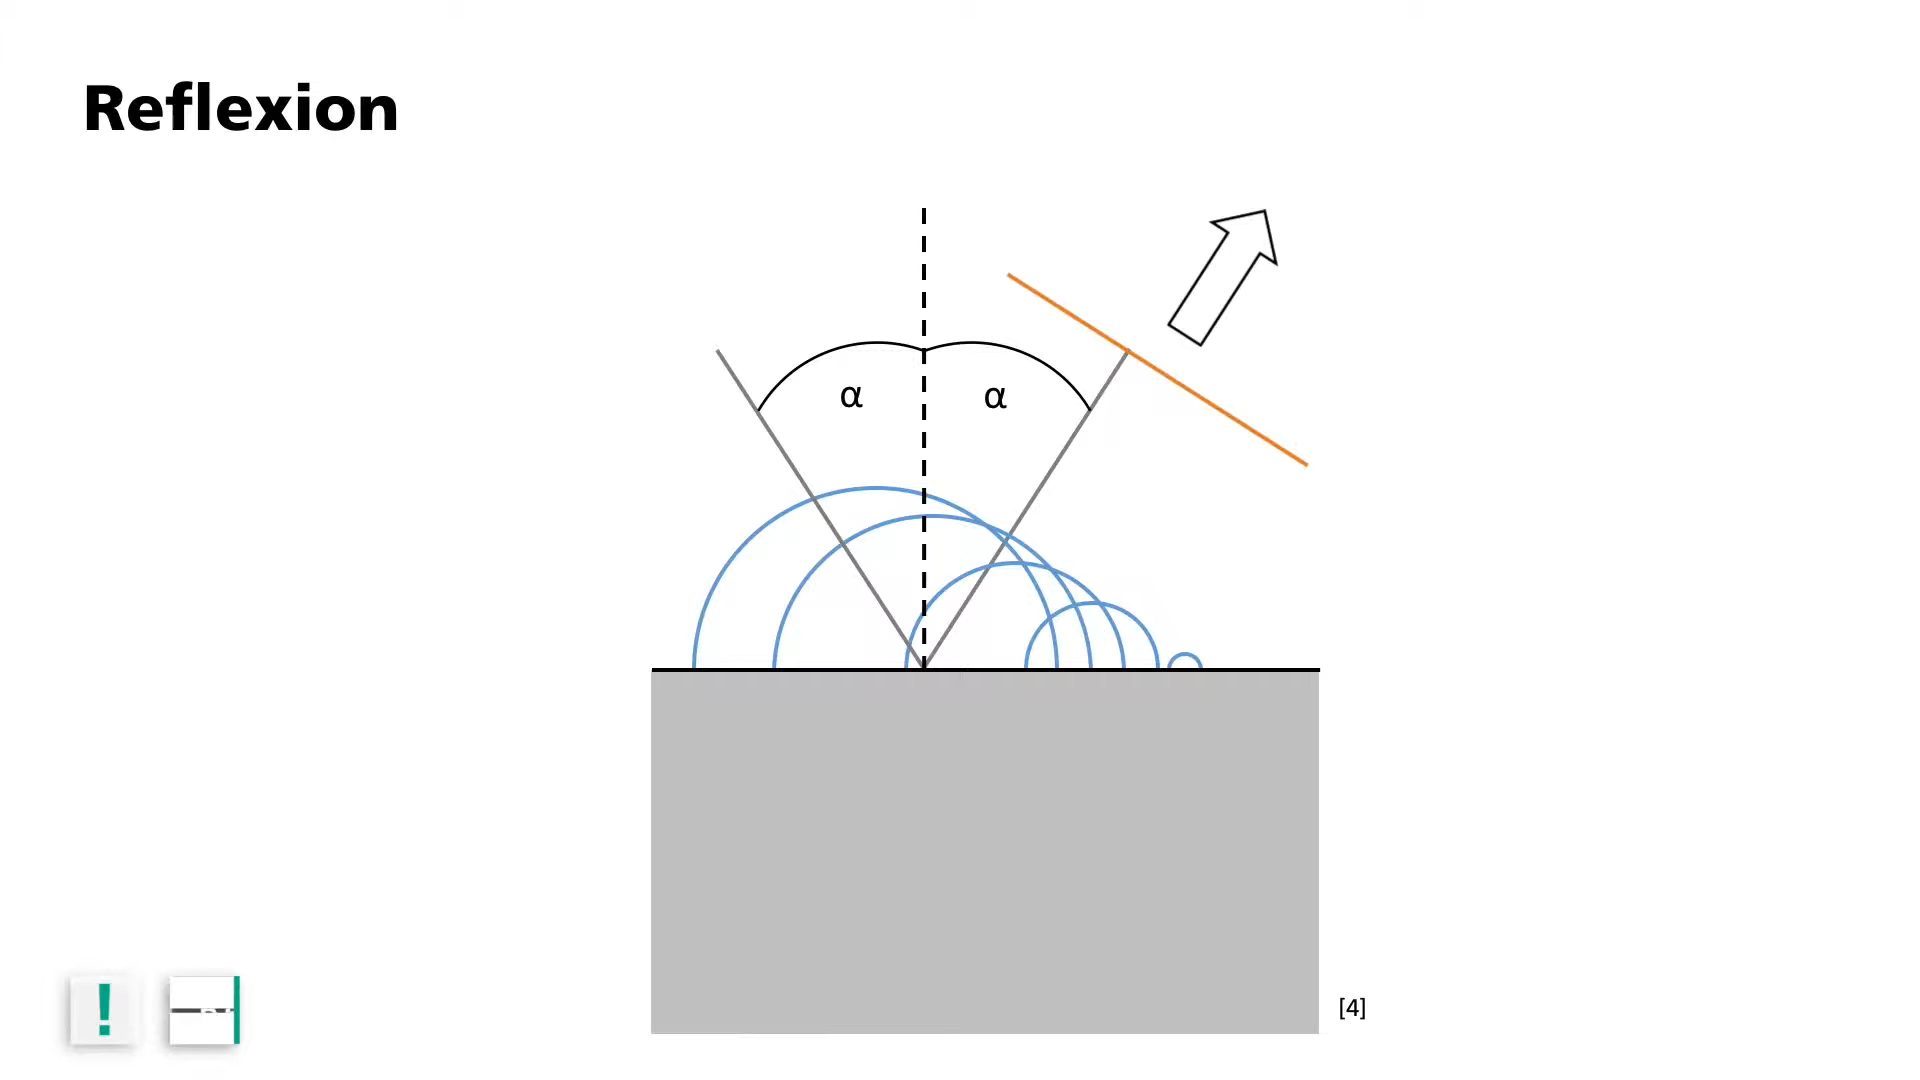 Reflexion
α
α
!
[4]